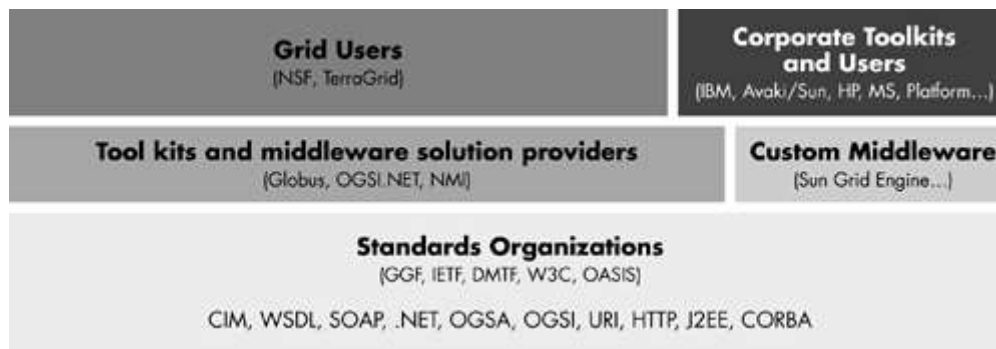 Grid Users
(NSF, TerraGrid)
Corporate Toolkits
and Users
(IBM, Avaki/Sun, HP, MS, Platform...)
Tool kits and middleware solution providers
(Globus, OGSI.NET, NMI)
Custom Middleware
(Sun Grid Engine...)
Standards Organizations
(GGF, IETF, DMTF, W3C, OASIS)
CIM, WSDL, SOAP, .NET, OGSA, OGSI, URI, HTTP, J2EE, CORBA